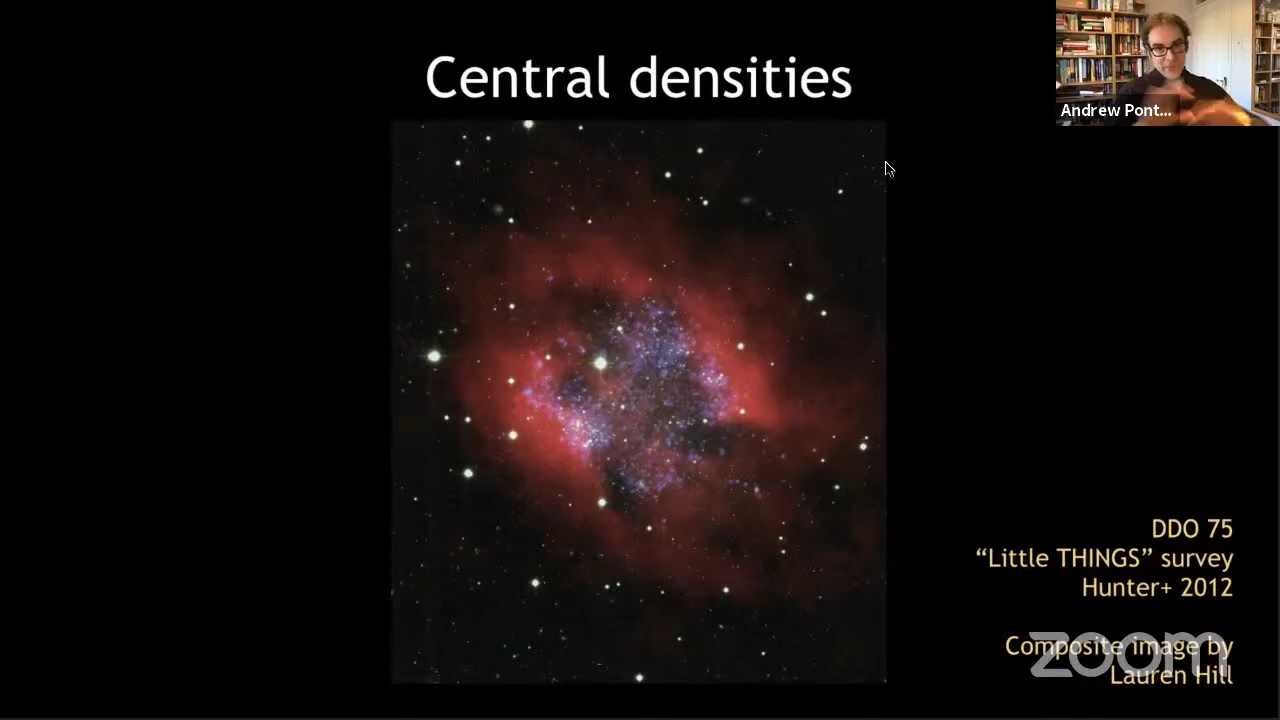 Central densities
Andrew Pont...
DDO 75
“Little THINGS” survey
Hunter+ 2012
Composite image by
Lauren Hill
zoom